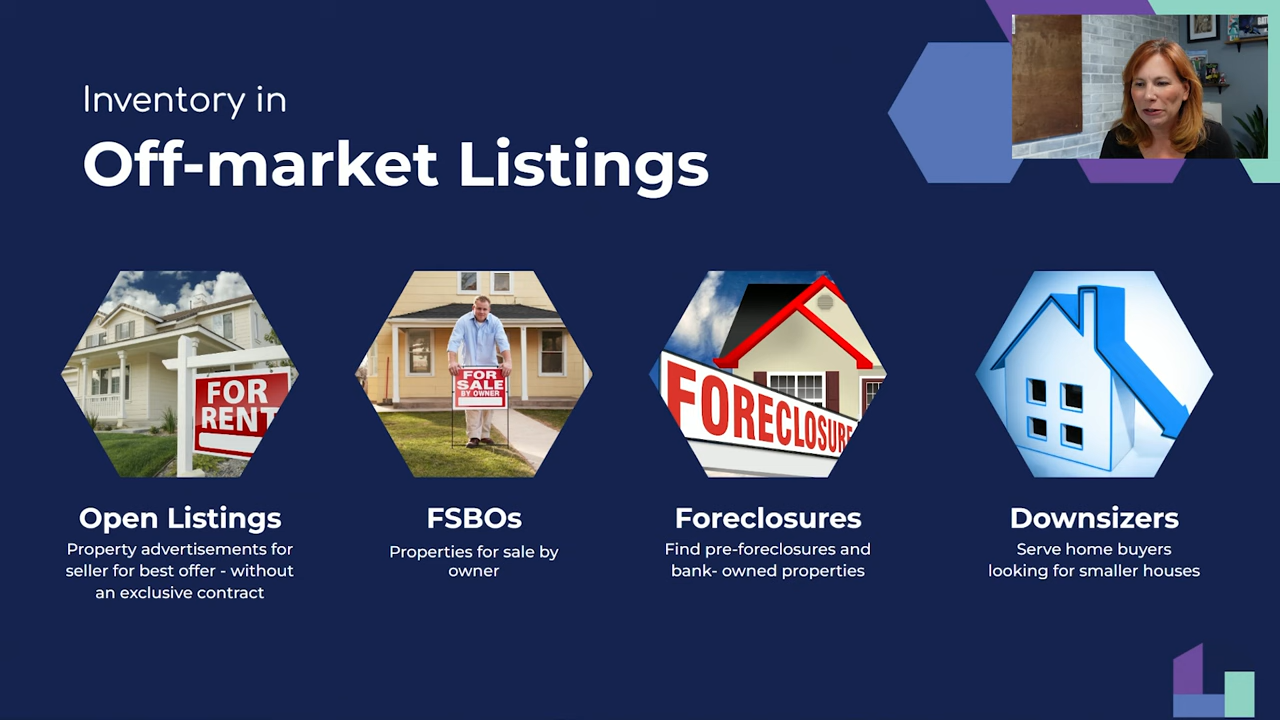 Inventory in
Off-market Listings
FOR
RENT
FOR
SALE
BY OWNER
FORECLOSURE
Open Listings
Property advertisements for
seller for best offer - without
an exclusive contract
FSBOs
Properties for sale by
owner
Foreclosures
Find pre-foreclosures and
bank- owned properties
Downsizers
Serve home buyers
looking for smaller houses